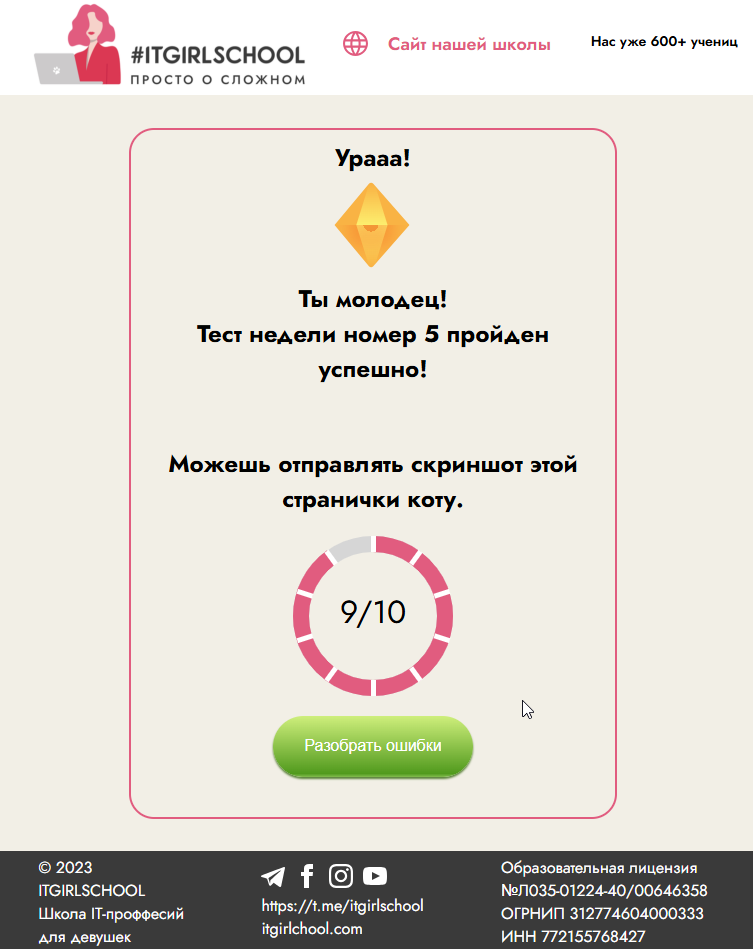 #ITGIRLSCHOOL
ПРОСТО О СЛОЖНОМ
Сайт нашей школы
Нас уже 600+ учениц
Урааа!
Ты молодец!
Тест недели номер 5 пройден
успешно!
Можешь отправлять скриншот этой
странички коту.
9/10
Разобрать ошибки
© 2023
ITGIRLSCHOOL
Школа IT-проффесий
для девушек
https://t.me/itgirlschool
itgirlchool.com
Образовательная лицензия
№Л035-01224-40/00646358
ОГРНИП 312774604000333
ИНН 772155768427